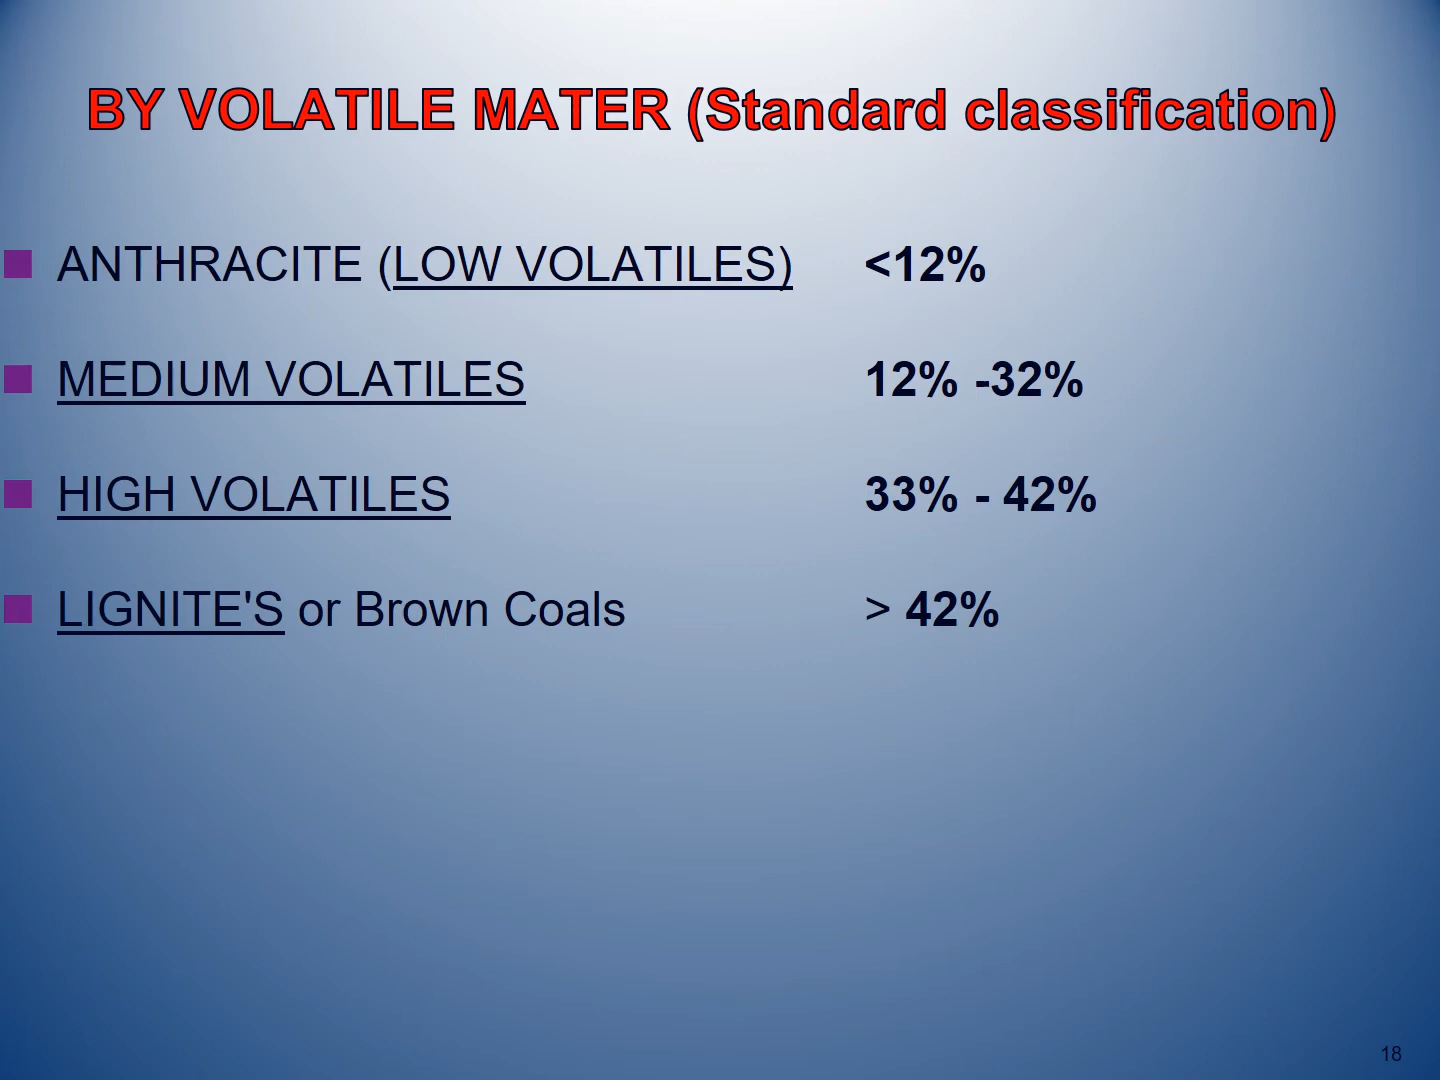 BY VOLATILE MATER (Standard classification)
ANTHRACITE (LOW VOLATILES) <12%
MEDIUM VOLATILES 12% -32%
HIGH VOLATILES 33% - 42%
LIGNITE'S or Brown Coals > 42%
18